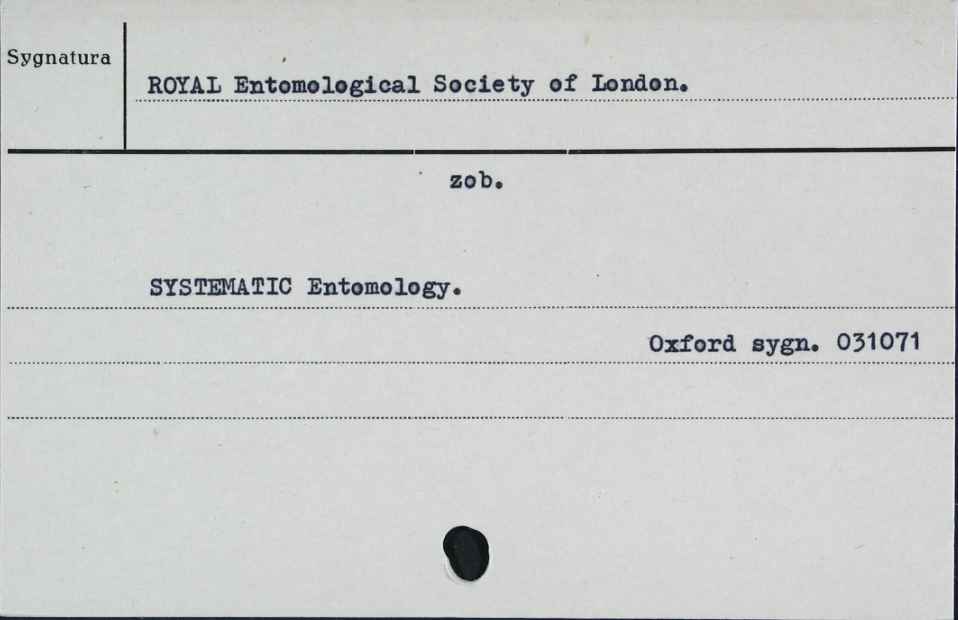 Sygnatura
ROYAL Entomological Society of London.
zob.
SYSTEMATIC Entomology.
Oxford sygn. 031071